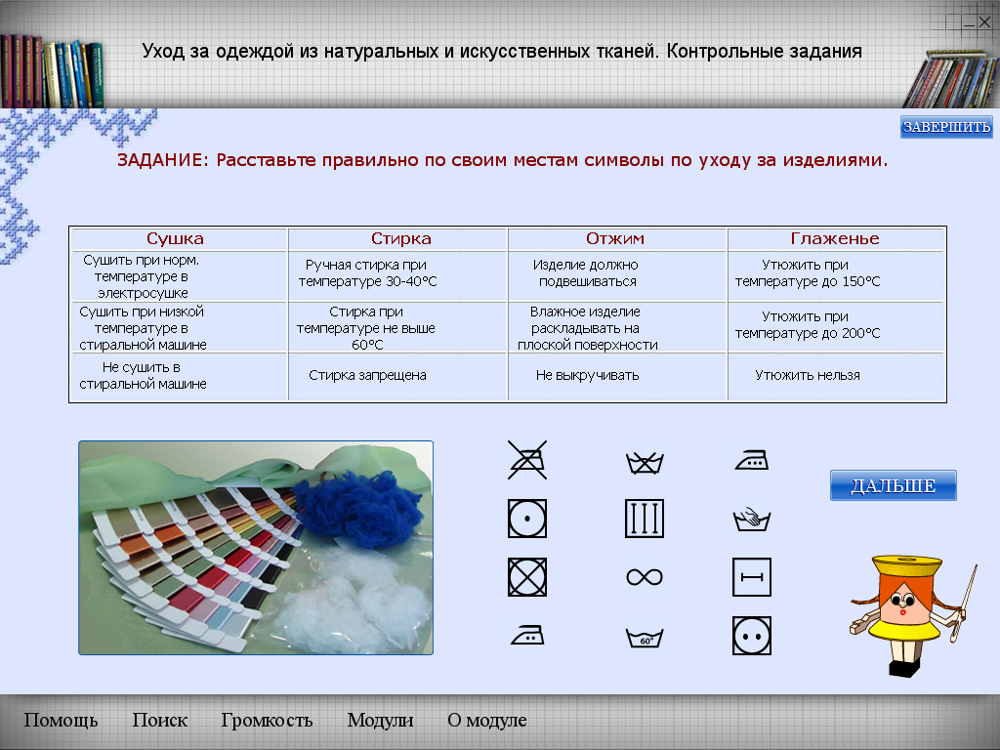 Уход за одеждой из натуральных и искусственных тканей. Контрольные задания
ЗАВЕРШИТЬ
ЗАДАНИЕ: Расставьте правильно по своим местам символы по уходу за изделиями.
Сушка
Стирка
Отжим
Глаженье
Сушить при норм.
температуре в
электросушке
Ручная стирка при
температуре 30-40°С
Изделие должно
подвешиваться
Утюжить при
температуре до 150°С
Сушить при низкой
температуре в
стиральной машине
Стирка при
температуре не выше
60°С
Влажное изделие
раскладывать на
плоской поверхности
Утюжить при
температуре до 200°С
Не сушить в
стиральной машине
Стирка запрещена
Не выкручивать
Утюжить нельзя
ДАЛЬШЕ
60°
Помощь
Поиск
Громкость
Модули
О модуле